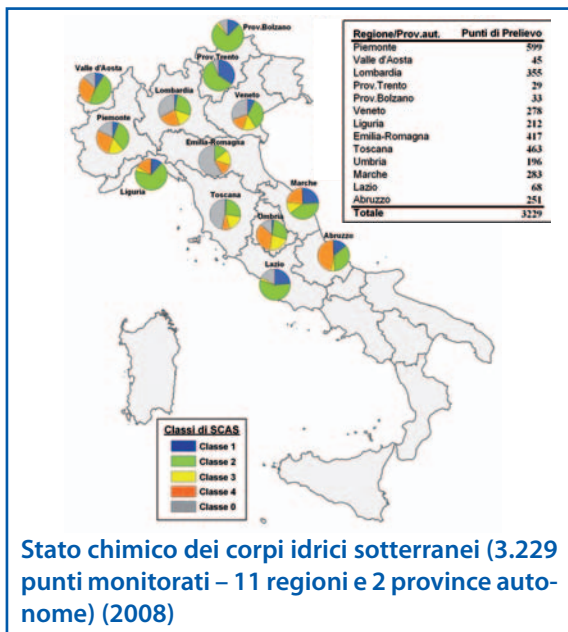 Prov.Bolzano
Prov.Trento
Valle d'Aosta
Lombardia
Veneto
Piemonte
Emilia-Romagna
Liguria
Toscana
Marche
Umbria
Abruzzo
Lazio
Regione/Prov.aut. Punti di Prelievo
Piemonte 599
Valle d'Aosta 45
Lombardia 355
Prov.Trento 29
Prov.Bolzano 33
Veneto 278
Liguria 212
Emilia-Romagna 417
Toscana 463
Umbria 196
Marche 283
Lazio 68
Abruzzo 251
Totale 3229
Classi di SCAS
Classe 1
Classe 2
Classe 3
Classe 4
Classe 0
Stato chimico dei corpi idrici sotterranei (3.229
punti monitorati – 11 regioni e 2 province auto-
nome) (2008)